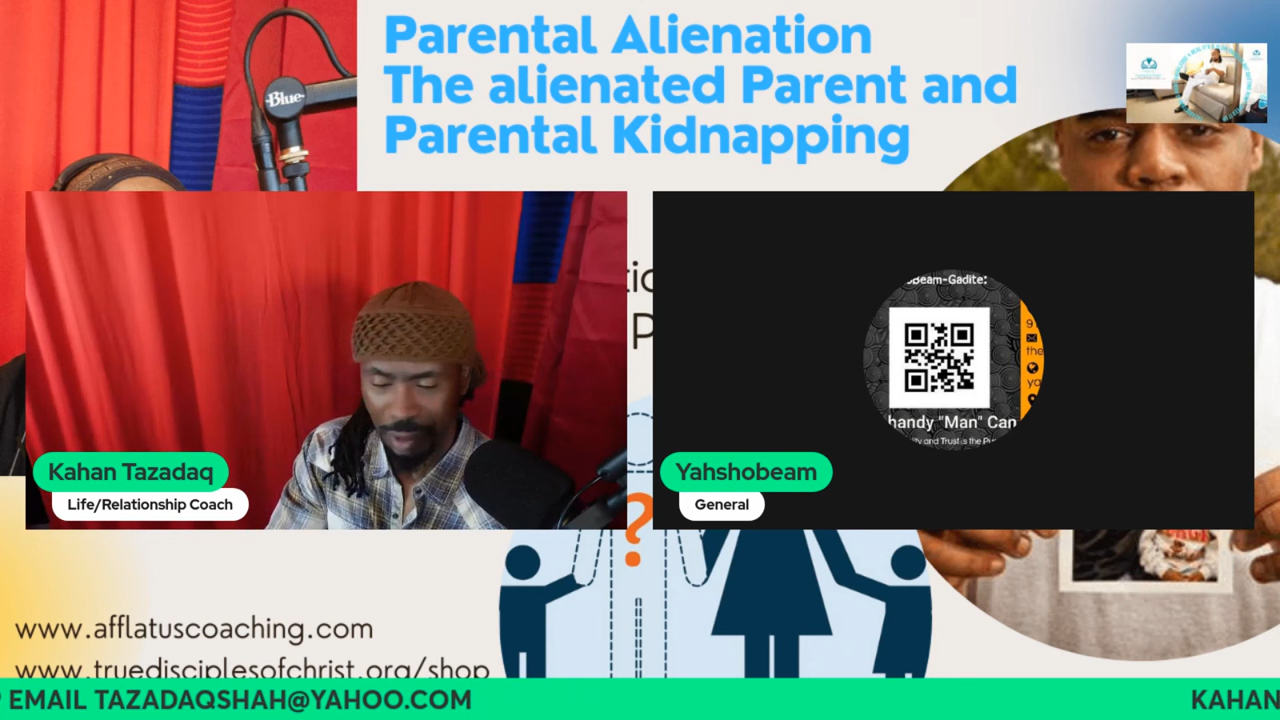 Blue
Parental Alienation
The alienated Parent and
Parental Kidnapping
Beam-Gadite:
handy "Man" Can
Kahan Tazadaq
Life/Relationship Coach
Yahshobeam
General
?
www.afflatuscoaching.com
www.truedisciplesofchrist.org/shop
EMAIL TAZADAQSHAH@YAHOO.COM
KAHAN